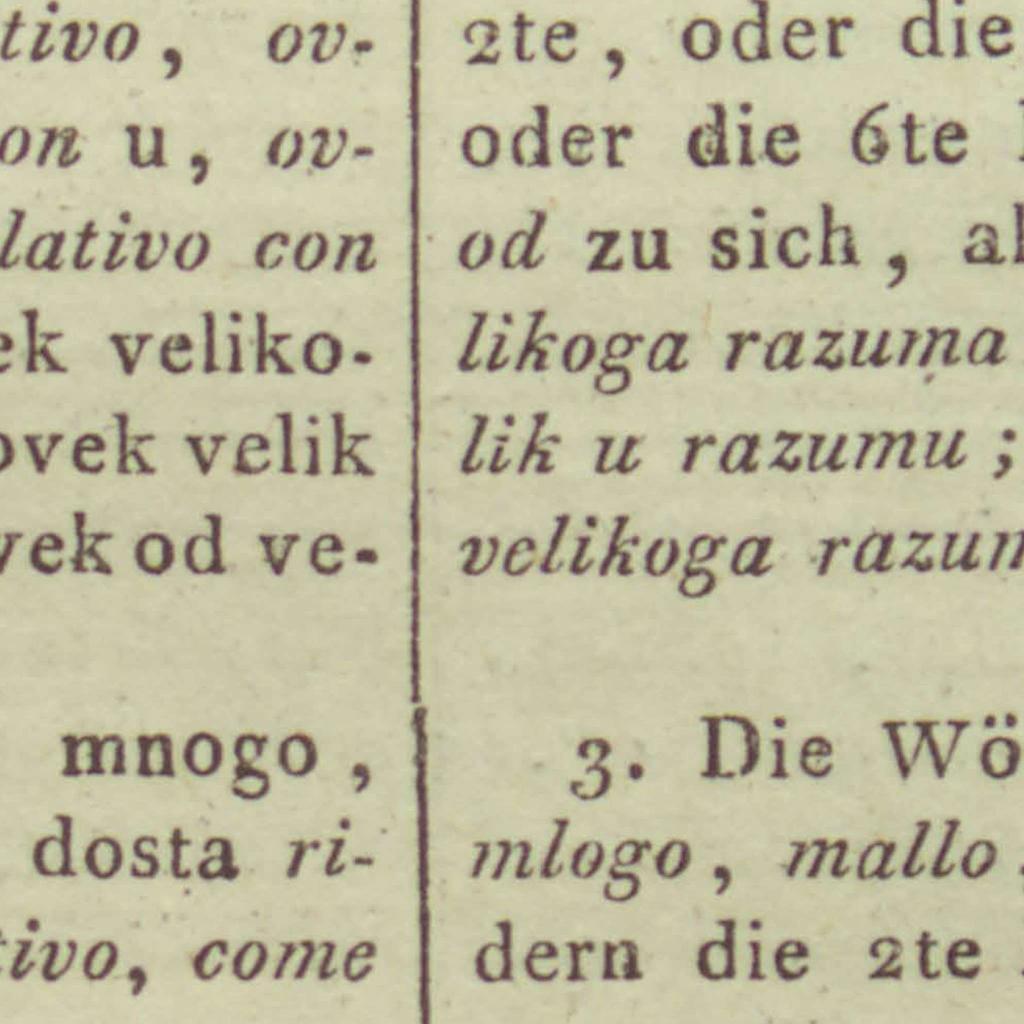 tivo, ov-
on u, ov-
lativo con
ek veliko-
ovek velik
vek od ve-
mnogo,
dosta ri-
tivo, come
2te, oder die
oder die 6te
od zu sich, al
likoga razuma
lik u razumu;
velikoga razum
3. Die Wö
mlogo, mallo
dern die 2te